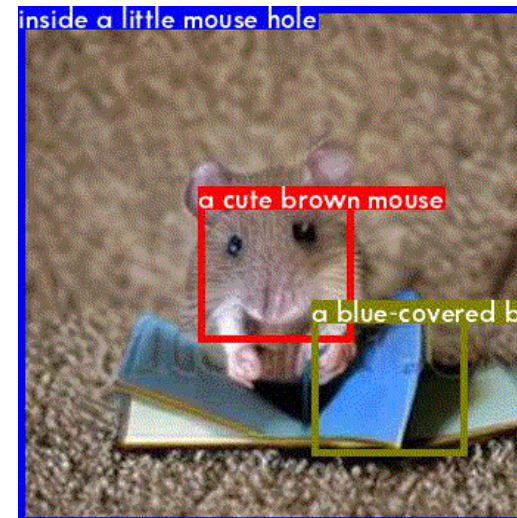 inside a little mouse hole
a cute brown mouse
a blue-covered b